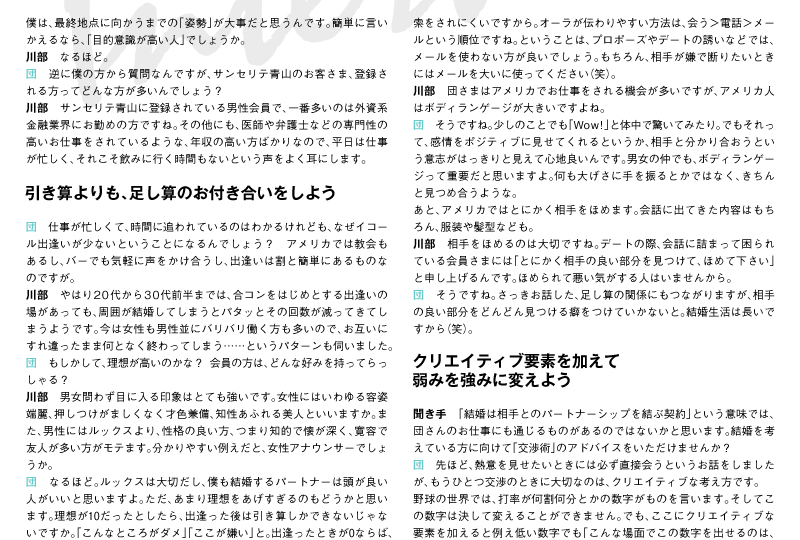 僕は、最終地点に向かうまでの「姿勢」が大事だと思うんです。簡単に言い
かえるなら、「目的意識が高い人」でしょうか。
川部　なるほど。
団　逆に僕の方から質問なんですが、サンセリテ青山のお客さま、登録さ
れる方ってどんな方が多いんでしょう?
川部　サンセリテ青山に登録されている男性会員で、一番多いのは外資系
金融業界にお勤めの方ですね。その他にも、医師や弁護士などの専門性の
高いお仕事をされているような、年収の高い方ばかりなので、平日は仕事
が忙しく、それこそ飲みに行く時間もないという声をよく耳にします。
引き算よりも、足し算のお付き合いをしよう
団　仕事が忙しくて、時間に追われているのはわかるけれども、なぜイコー
ル出逢いが少ないということになるんでしょう?　アメリカでは教会も
あるし、バーでも気軽に声をかけ合うし、出逢いは割と簡単にあるものな
のですが。
川部　やはり20代から30代前半までは、合コンをはじめとする出逢いの
場があっても、周囲が結婚してしまうとパタッとその回数が減ってきてし
まうようです。今は女性も男性並にバリバリ働く方も多いので、お互いに
すれ違ったまま何となく終わってしまう……というパターンも伺いました。
団　もしかして、理想が高いのかな?　会員の方は、どんな好みを持ってらっ
しゃる?
川部　男女問わず目に入る印象はとても強いです。女性にはいわゆる容姿
端麗、押しつけがましくなく才色兼備、知性あふれる美人といいますか。ま
た、男性にはルックスより、性格の良い方、つまり知的で懐が深く、寛容で
友人が多い方がモテます。分かりやすい例えだと、女性アナウンサーでしょ
うか。
団　なるほど。ルックスは大切だし、僕も結婚するパートナーは頭が良い
人がいいと思いますよ。ただ、あまり理想をあげすぎるのもどうかと思い
ます。理想が10だったとしたら、出逢った後は引き算しかできないじゃな
いですか。「こんなところがダメ」「ここが嫌い」と。出逢ったときが0ならば、
索をされにくいですから。オーラが伝わりやすい方法は、会う>電話>メー
ルという順位ですね。ということは、プロポーズやデートの誘いなどでは、
メールを使わない方が良いでしょう。もちろん、相手が嫌で断りたいとき
にはメールを大いに使ってください(笑)。
川部　団さまはアメリカでお仕事をされる機会が多いですが、アメリカ人
はボディランゲージが大きいですよね。
団　そうですね。少しのことでも「Wow!」と体中で驚いてみたり。でもそれっ
て、感情をポジティブに見せてくれるというか、相手と分かり合おうとい
う意志がはっきりと見えて心地良いんです。男女の仲でも、ボディランゲー
ジって重要だと思いますよ。何も大げさに手を振るとかではなく、きちん
と見つめ合うような。
あと、アメリカではとにかく相手をほめます。会話に出てきた内容はもち
ろん、服装や髪型なども。
川部　相手をほめるのは大切ですね。デートの際、会話に詰まって困られ
ている会員さまには「とにかく相手の良い部分を見つけて、ほめて下さい」
と申し上げるんです。ほめられて悪い気がする人はいませんから。
団　そうですね。さっきお話した、足し算の関係にもつながりますが、相手
の良い部分をどんどん見つける癖をつけていかないと。結婚生活は長いで
すから(笑)。
クリエイティブ要素を加えて
弱みを強みに変えよう
聞き手　「結婚は相手とのパートナーシップを結ぶ契約」という意味では、
団さんのお仕事にも通じるものがあるのではないかと思います。結婚を考
えている方に向けて「交渉術」のアドバイスをいただけませんか?
団　先ほど、熱意を見せたいときには必ず直接会うというお話をしました
が、もうひとつ交渉のときに大切なのは、クリエイティブな考え方です。
野球の世界では、打率が何割何分とかの数字がものを言います。そしてこ
の数字は決して変えることができません。でも、ここにクリエイティブな
要素を加えると例え低い数字でも「こんな場面でこの数字を出せるのは、